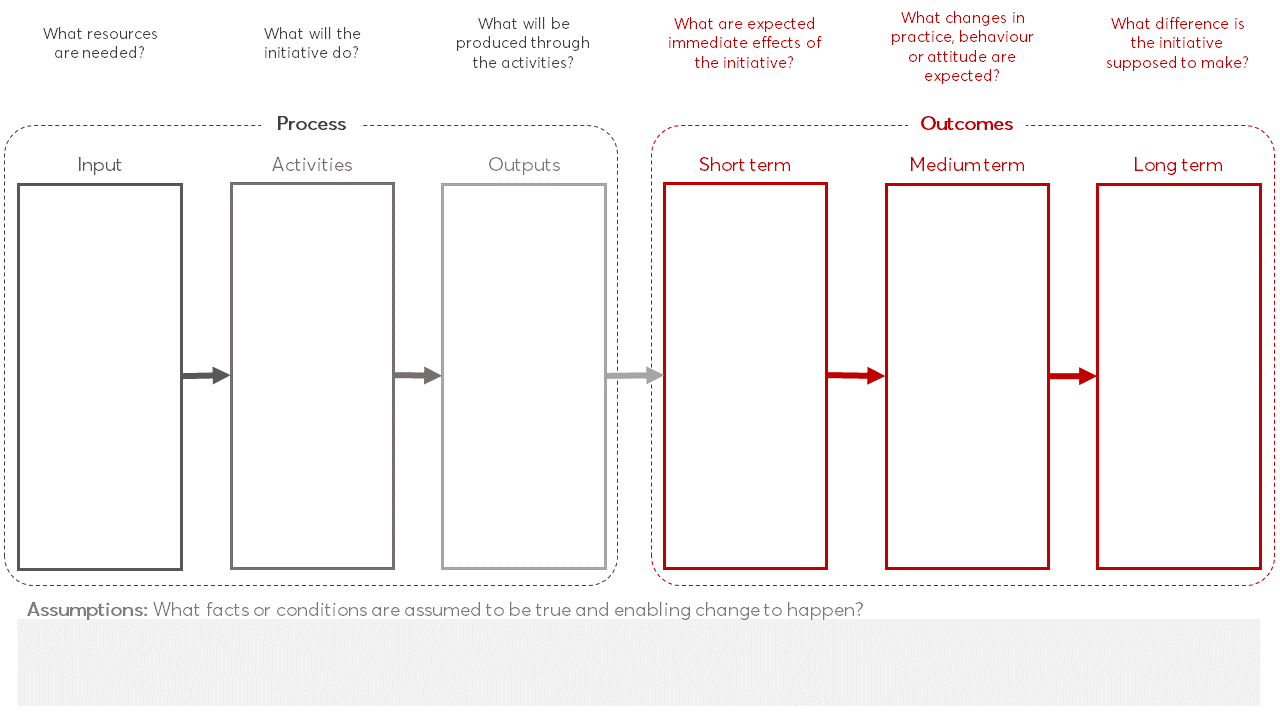 What resources
are needed?
What will the
initiative do?
What will be
produced through
the activities?
What are expected
immediate effects of
the initiative?
What changes in
practice, behaviour
or attitude are
expected?
What difference is
the initiative
supposed to make?
Process
Outcomes
Input
Activities
Outputs
Short term
Medium term
Long term
Assumptions: What facts or conditions are assumed to be true and enabling change to happen?